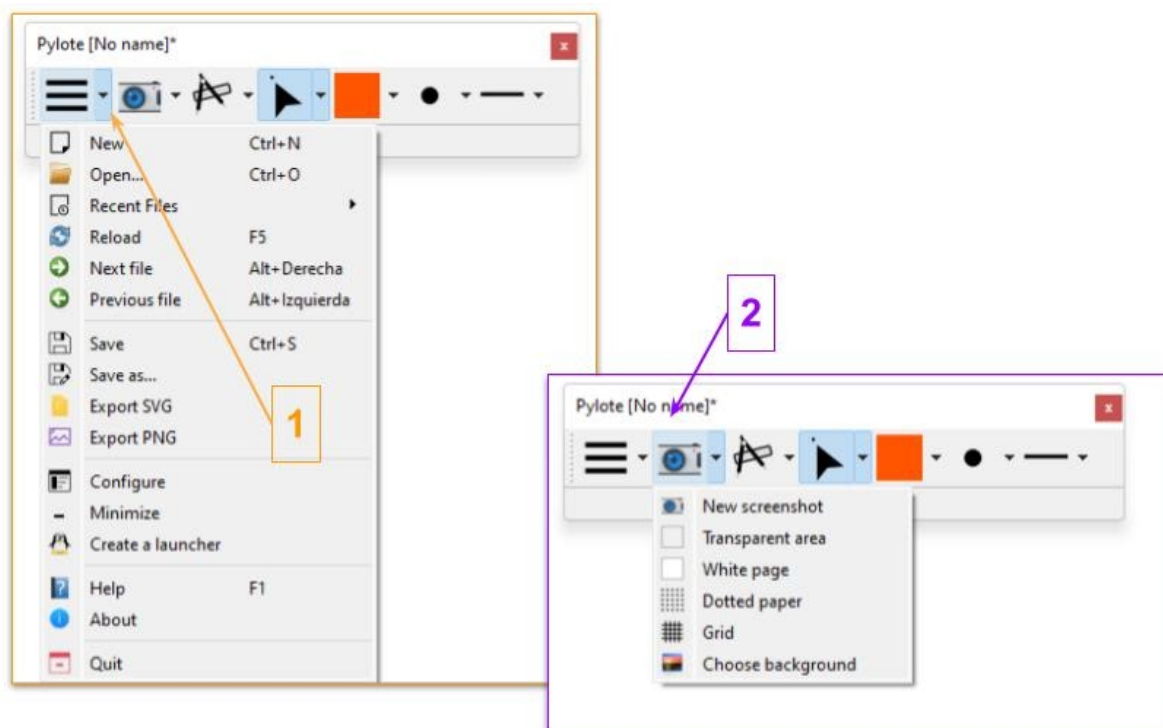 Pylote [No name]*
x
New Ctrl+N
Open... Ctrl+O
Recent Files
Reload F5
Next file Alt+Derecha
Previous file Alt+Izquierda
Save Ctrl+S
Save as...
Export SVG
Export PNG
Configure
Minimize
Create a launcher
Help F1
About
Quit
1
2
Pylote [No name]*
x
New screenshot
Transparent area
White page
Dotted paper
Grid
Choose background